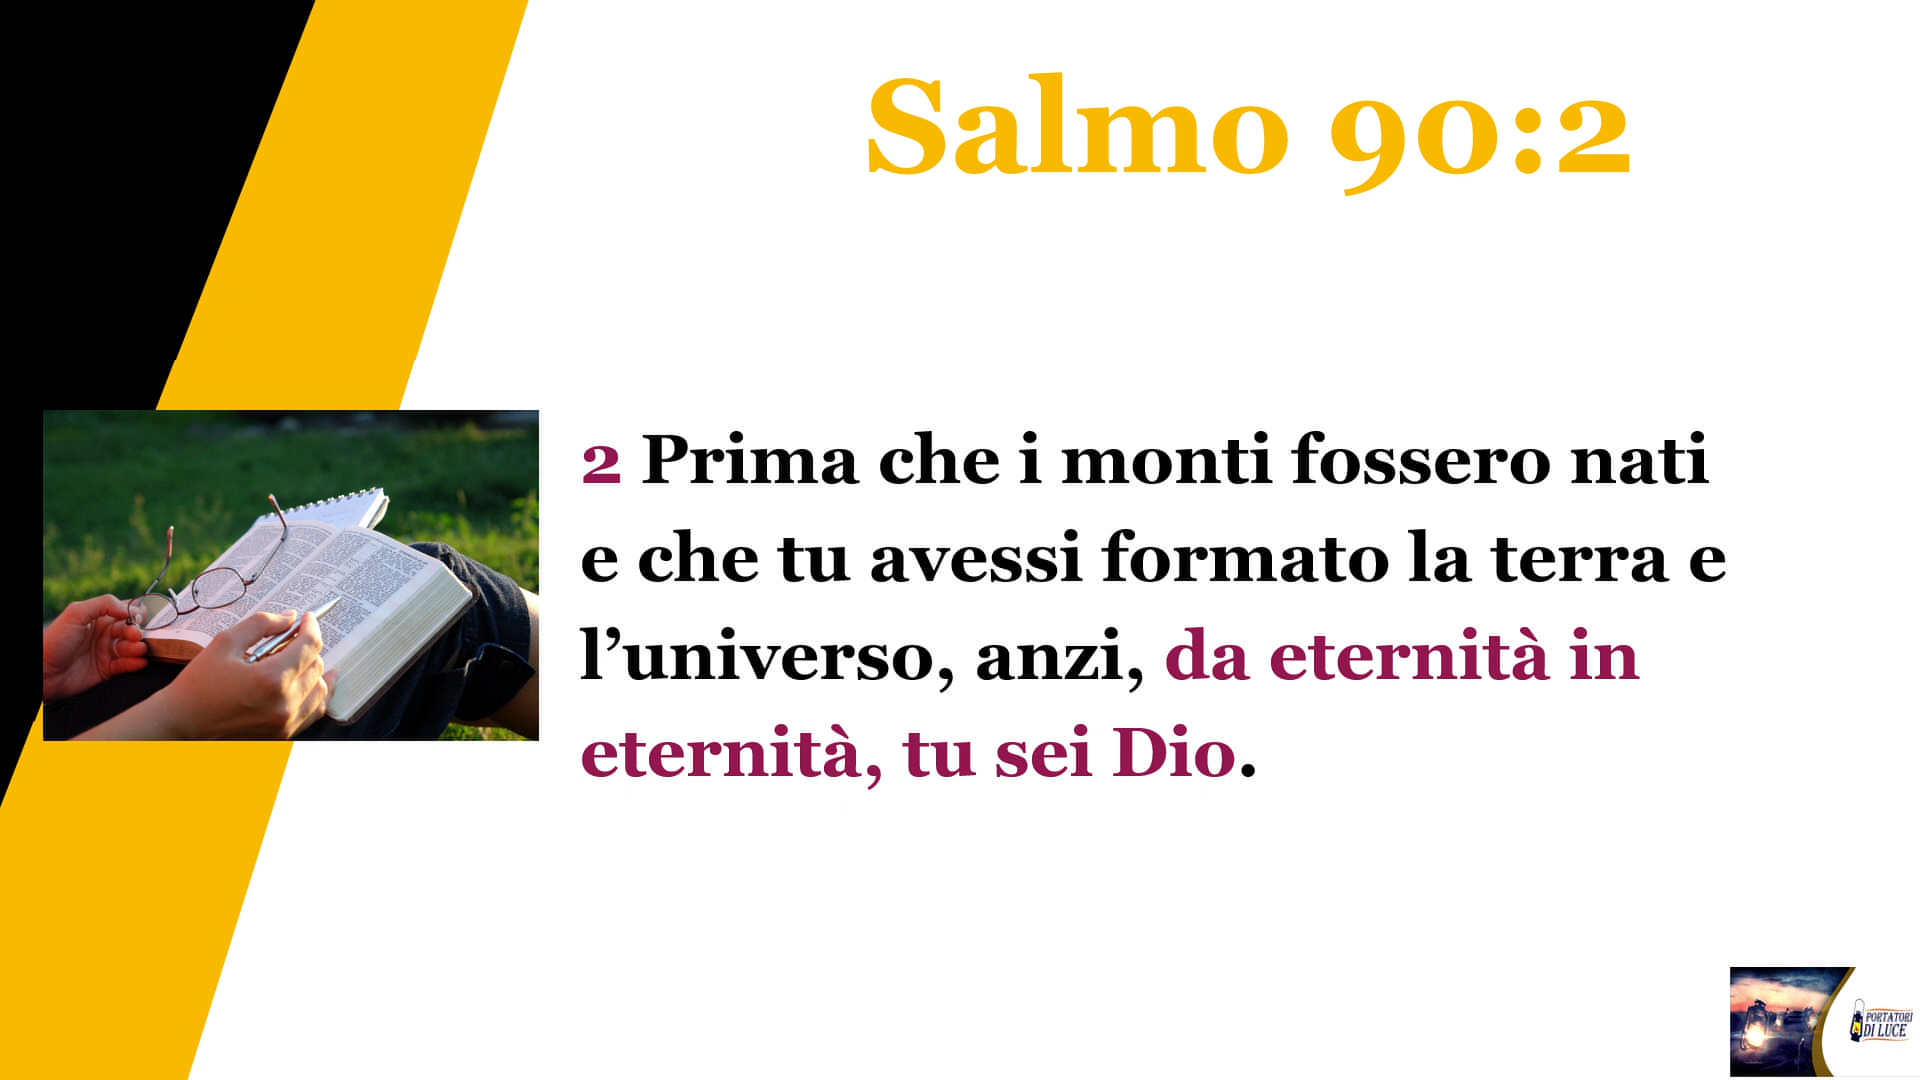 Salmo 90:2
2 Prima che i monti fossero nati
e che tu avessi formato la terra e
l’universo, anzi, da eternità in
eternità, tu sei Dio.
PORTATORI
DI LUCE